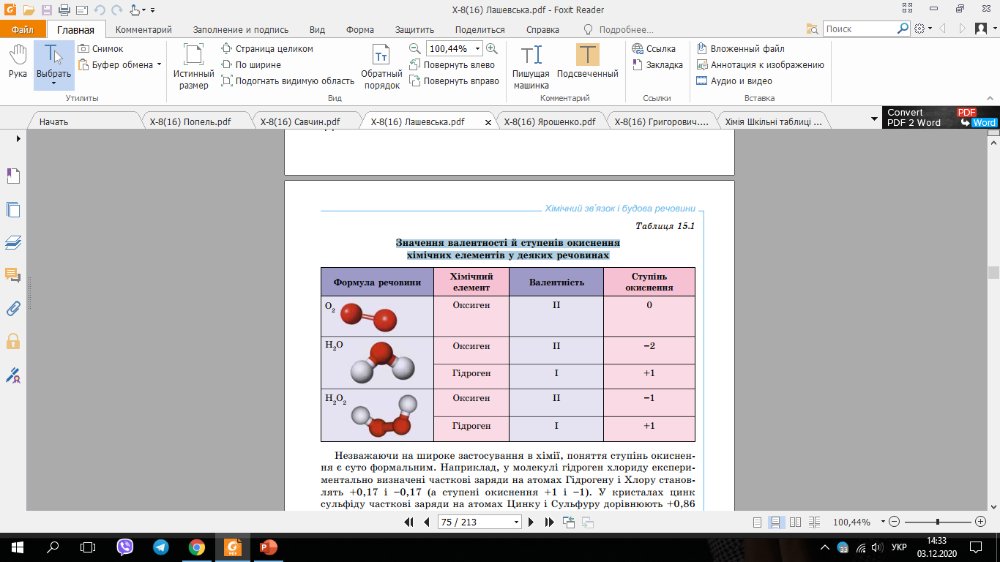 Х-8(16) Лашевська.pdf - Foxit Reader
Файл Главная Комментарий Заполнение и подпись Вид Форма Защитить Поделиться Справка Подробнее... Поиск
Рука
Выбрать
Снимок
Буфер обмена
Утилиты
Истинный размер
Страница целиком
По ширине
Подогнать видимую область
Обратный порядок
100,44%
Повернуть влево
Повернуть вправо
Вид
Пишущая машинка
Подсвеченный
Комментарий
Ссылка
Закладка
Ссылки
Вложенный файл
Аннотация к изображению
Аудио и видео
Вставка
Начать Х-8(16) Попель.pdf Х-8(16) Савчин.pdf Х-8(16) Лашевська.pdf Х-8(16) Ярошенко.pdf Х-8(16) Григорович.... Хімія Шкільні таблиці ...
Convert PDF
PDF 2 Word Word
Хімічний зв'язок і будова речовини
Таблиця 15.1
Значення валентності й ступенів окиснення
хімічних елементів у деяких речовинах
Формула речовини Хімічний елемент Валентність Ступінь окиснення
O2 Оксиген II 0
H2O Оксиген II −2
Гідроген I +1
H2O2 Оксиген II −1
Гідроген I +1
Незважаючи на широке застосування в хімії, поняття ступінь окиснен-
ня є суто формальним. Наприклад, у молекулі гідроген хлориду експери-
ментально визначені часткові заряди на атомах Гідрогену і Хлору станов-
лять +0,17 і −0,17 (а ступені окиснення +1 і −1). У кристалах цинк
сульфіду часткові заряди на атомах Цинку і Сульфуру дорівнюють +0,86
75 / 213
100,44%
33
УКР
14:33
03.12.2020